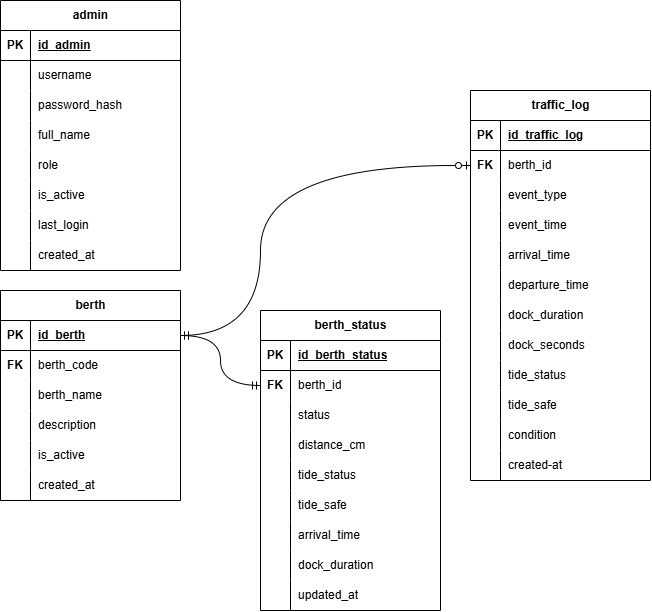 admin
PK id_admin
username
password_hash
full_name
role
is_active
last_login
created_at
berth
PK id_berth
FK berth_code
berth_name
description
is_active
created_at
berth_status
PK id_berth_status
FK berth_id
status
distance_cm
tide_status
tide_safe
arrival_time
dock_duration
updated_at
traffic_log
PK id_traffic_log
FK berth_id
event_type
event_time
arrival_time
departure_time
dock_duration
dock_seconds
tide_status
tide_safe
condition
created-at